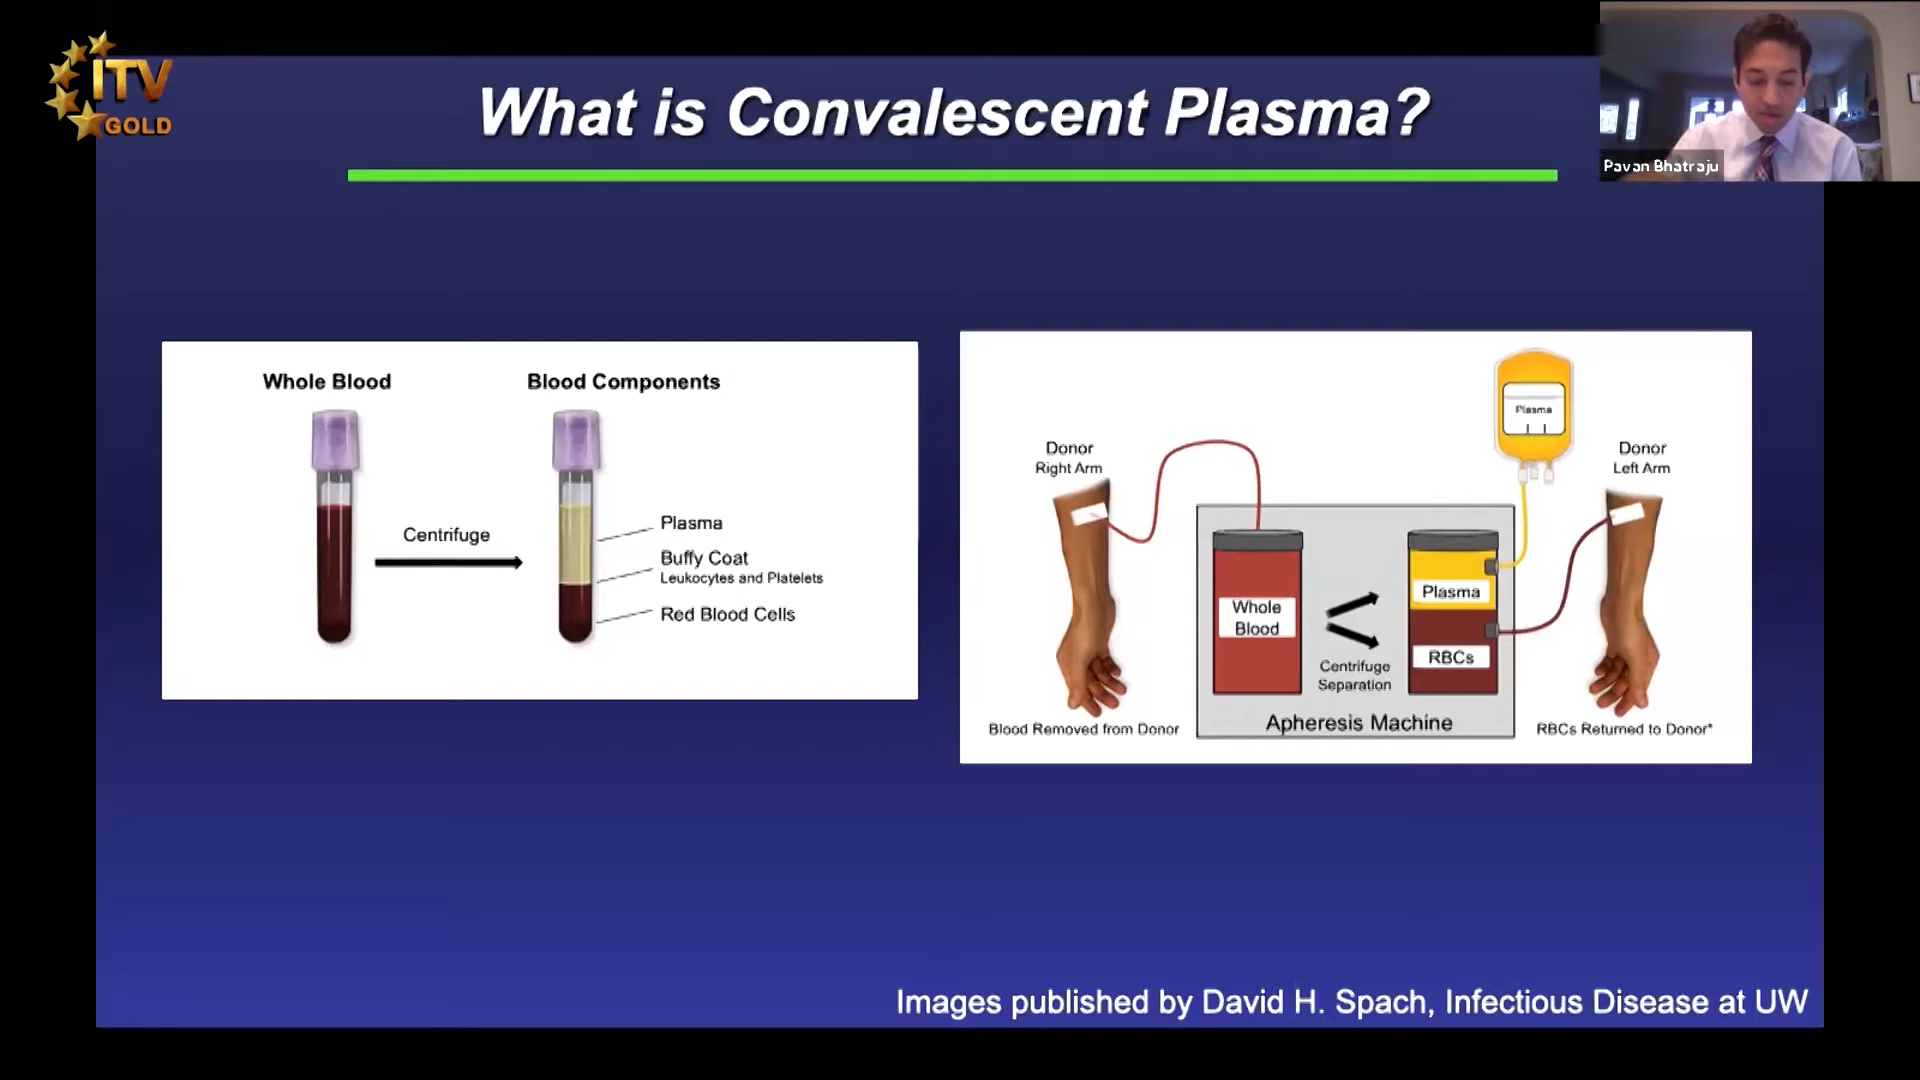 ITV
GOLD
What is Convalescent Plasma?
Pavan Bhatraju
Whole Blood
Blood Components
Centrifuge
Plasma
Buffy Coat
Leukocytes and Platelets
Red Blood Cells
Plasma
Donor
Right Arm
Donor
Left Arm
Whole
Blood
Plasma
RBCs
Centrifuge
Separation
Apheresis Machine
Blood Removed from Donor
RBCs Returned to Donor*
Images published by David H. Spach, Infectious Disease at UW